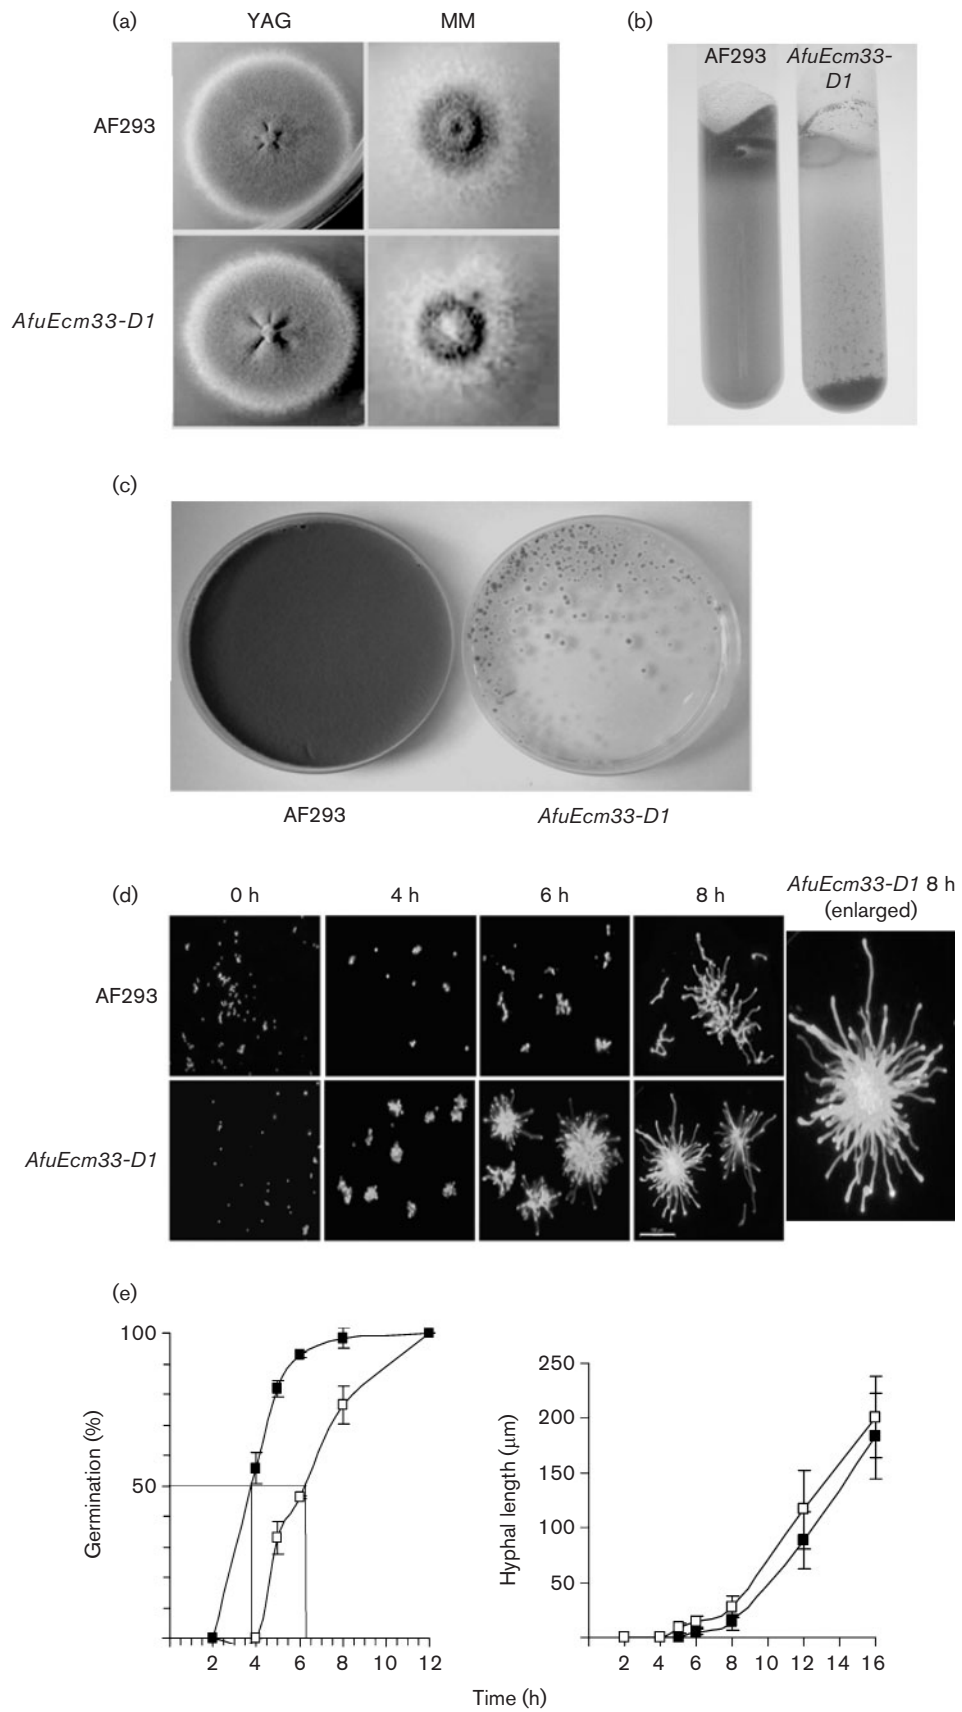 (a)
YAG
MM
(b)
AF293
AfuEcm33-D1
AF293
AfuEcm33-
D1
(c)
AF293
AfuEcm33-D1
(d)
0 h
4 h
6 h
8 h
AfuEcm33-D1 8 h
(enlarged)
AF293
AfuEcm33-D1
(e)
Germination (%)
100
50
2 4 6 8 10 12
Hyphal length (μm)
250
200
150
100
50
2 4 6 8 10 12 14 16
Time (h)